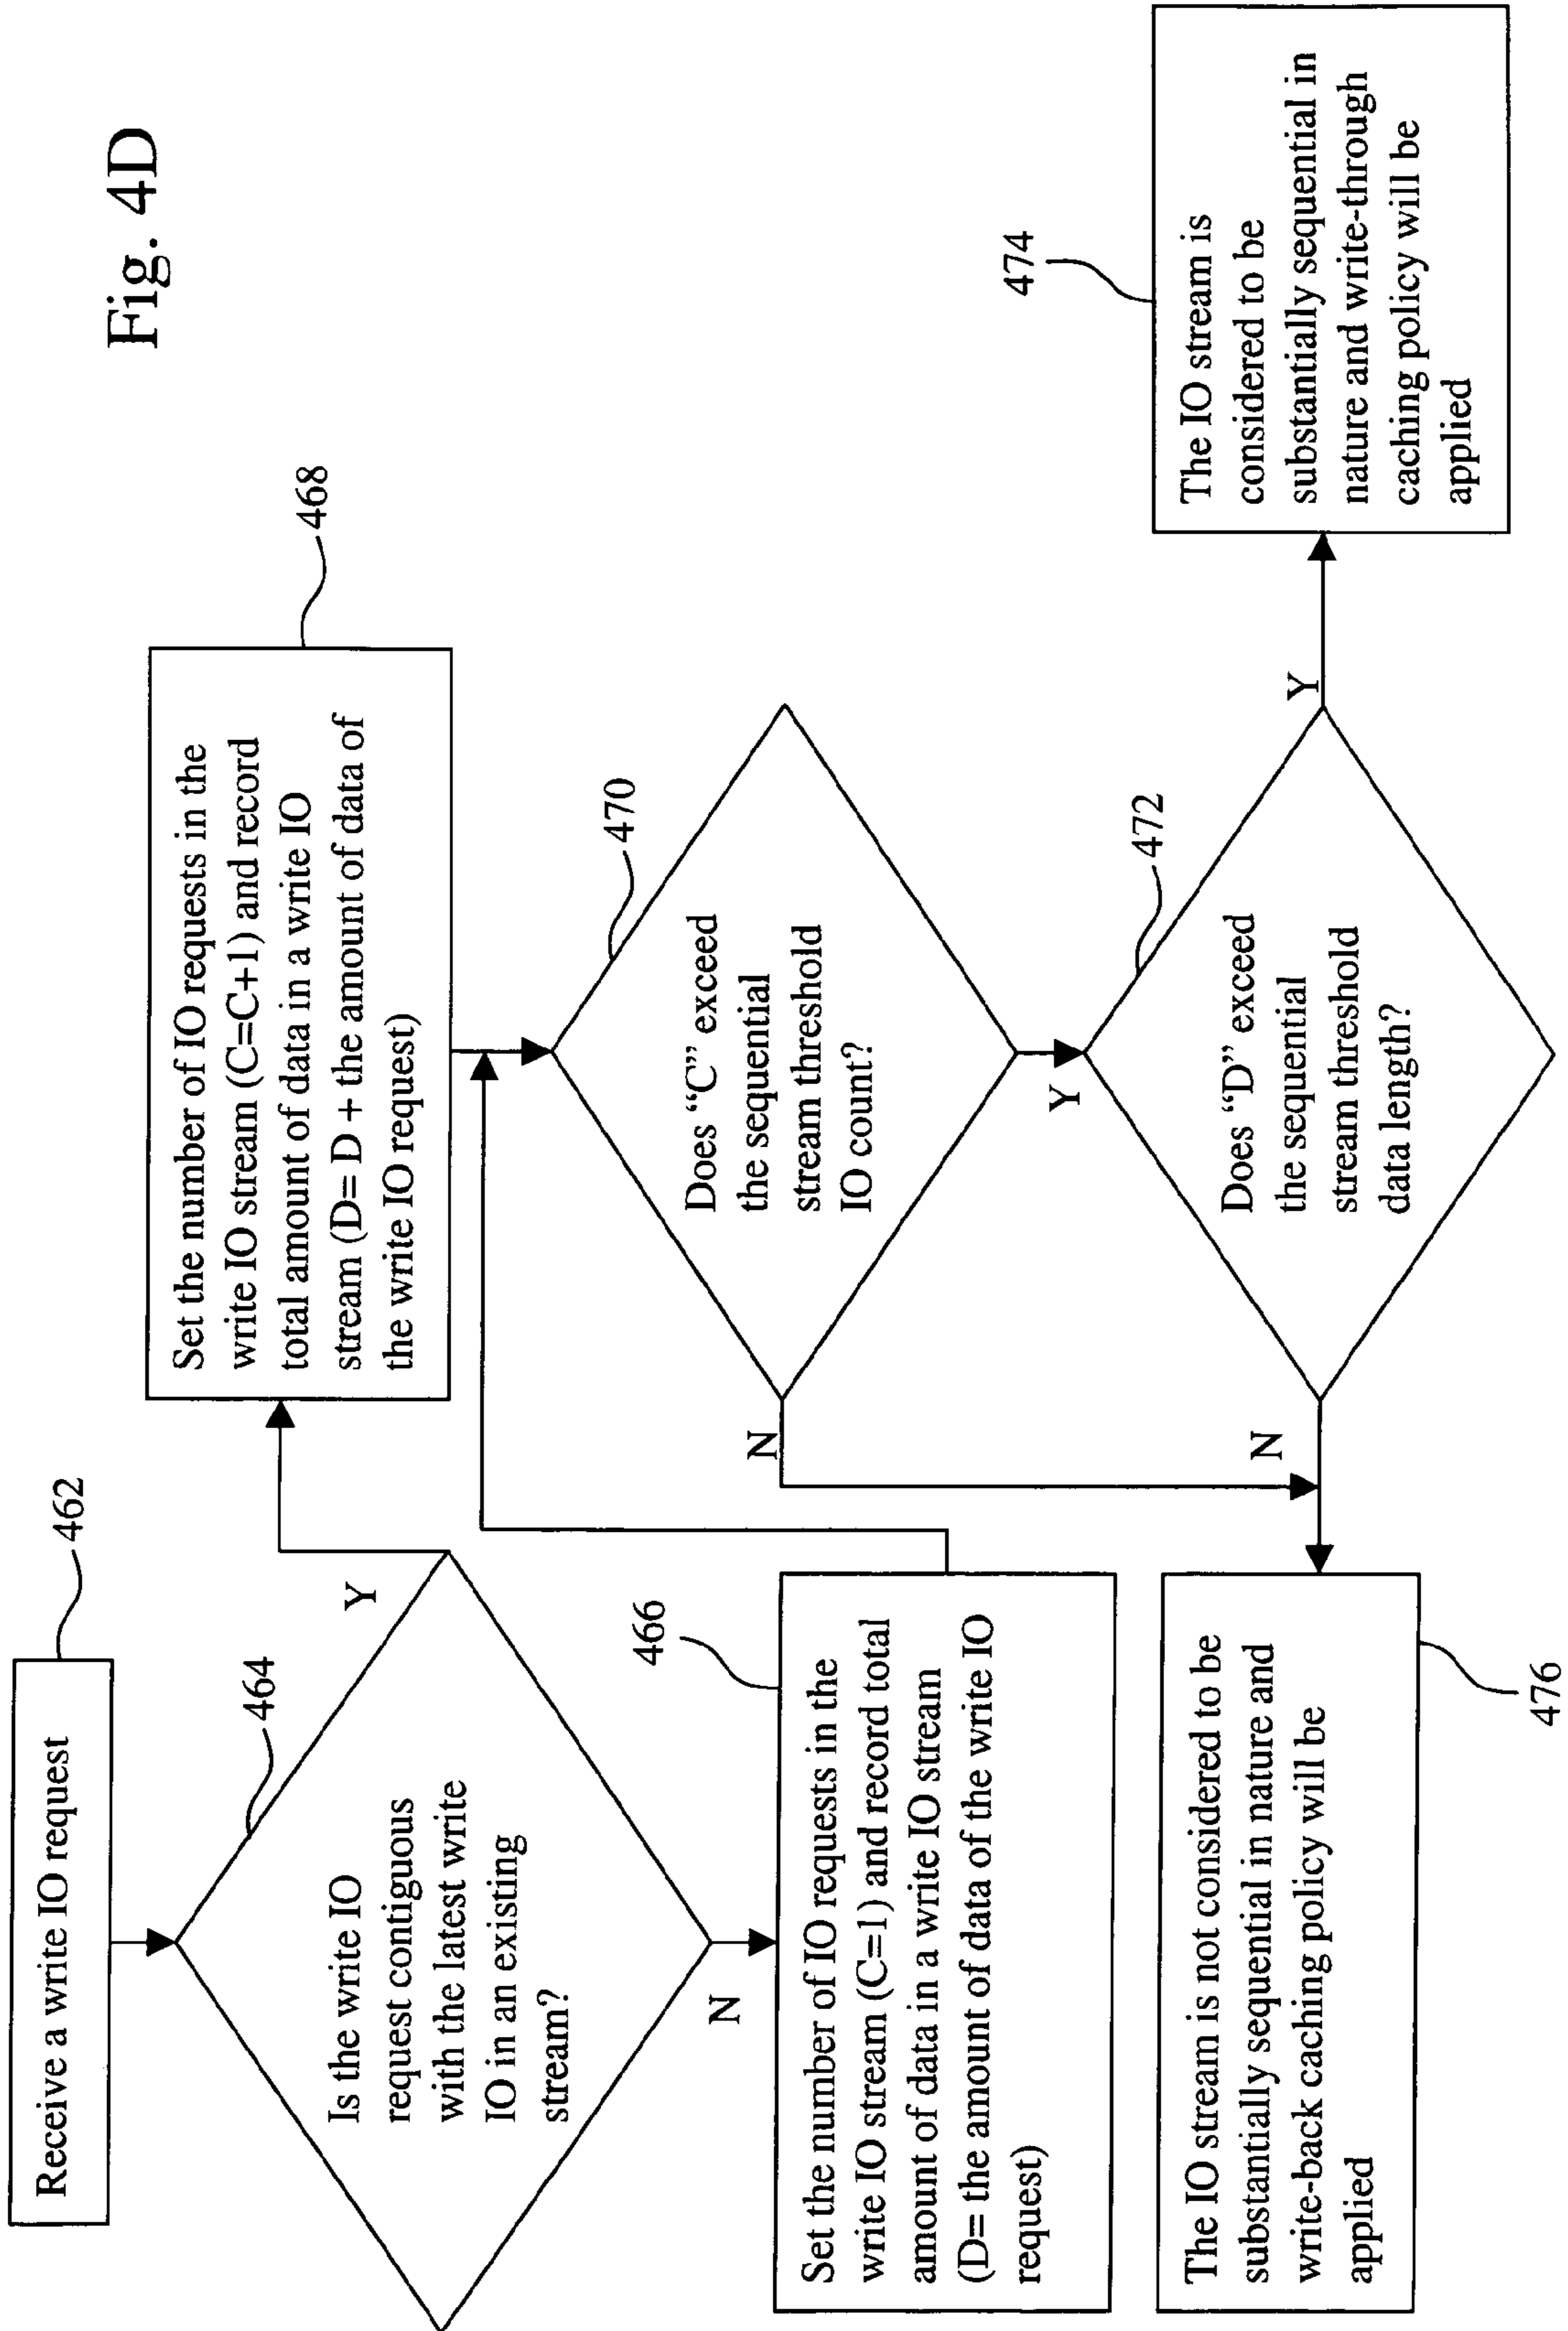 Fig. 4D
Receive a write IO request
462
Is the write IO
request contiguous
with the latest write
IO in an existing
stream?
464
Y
N
Set the number of IO requests in the
write IO stream (C=C+1) and record
total amount of data in a write IO
stream (D= D + the amount of data of
the write IO request)
468
466
Set the number of IO requests in the
write IO stream (C=1) and record total
amount of data in a write IO stream
(D= the amount of data of the write IO
request)
Does “C” exceed
the sequential
stream threshold
IO count?
470
N
Y
Does “D” exceed
the sequential
stream threshold
data length?
472
N
Y
The IO stream is
considered to be
substantially sequential in
nature and write-through
caching policy will be
applied
474
The IO stream is not considered to be
substantially sequential in nature and
write-back caching policy will be
applied
476